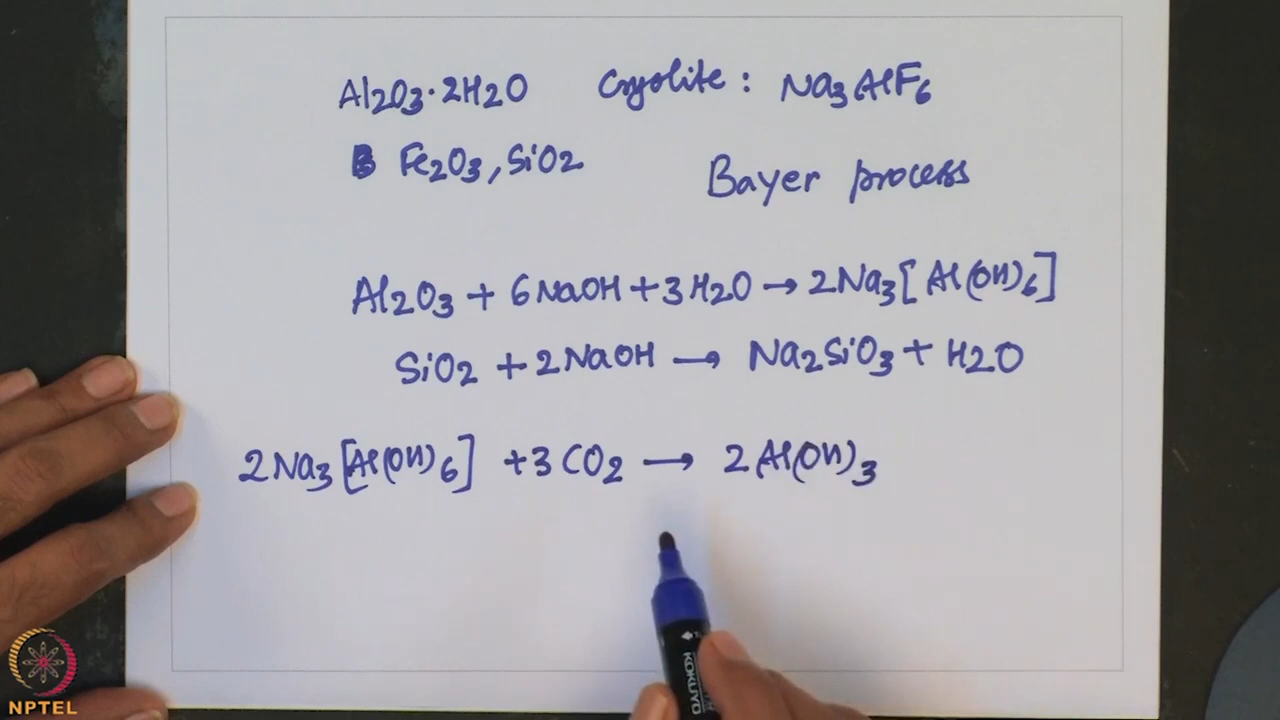 Al2O3·2H2O Cryolite : Na3AlF6
B Fe2O3, SiO2 Bayer process
Al2O3 + 6NaOH + 3H2O → 2Na3[Al(OH)6]
SiO2 + 2NaOH → Na2SiO3 + H2O
2Na3[Al(OH)6] + 3CO2 → 2Al(OH)3
KOKUYO
NPTEL